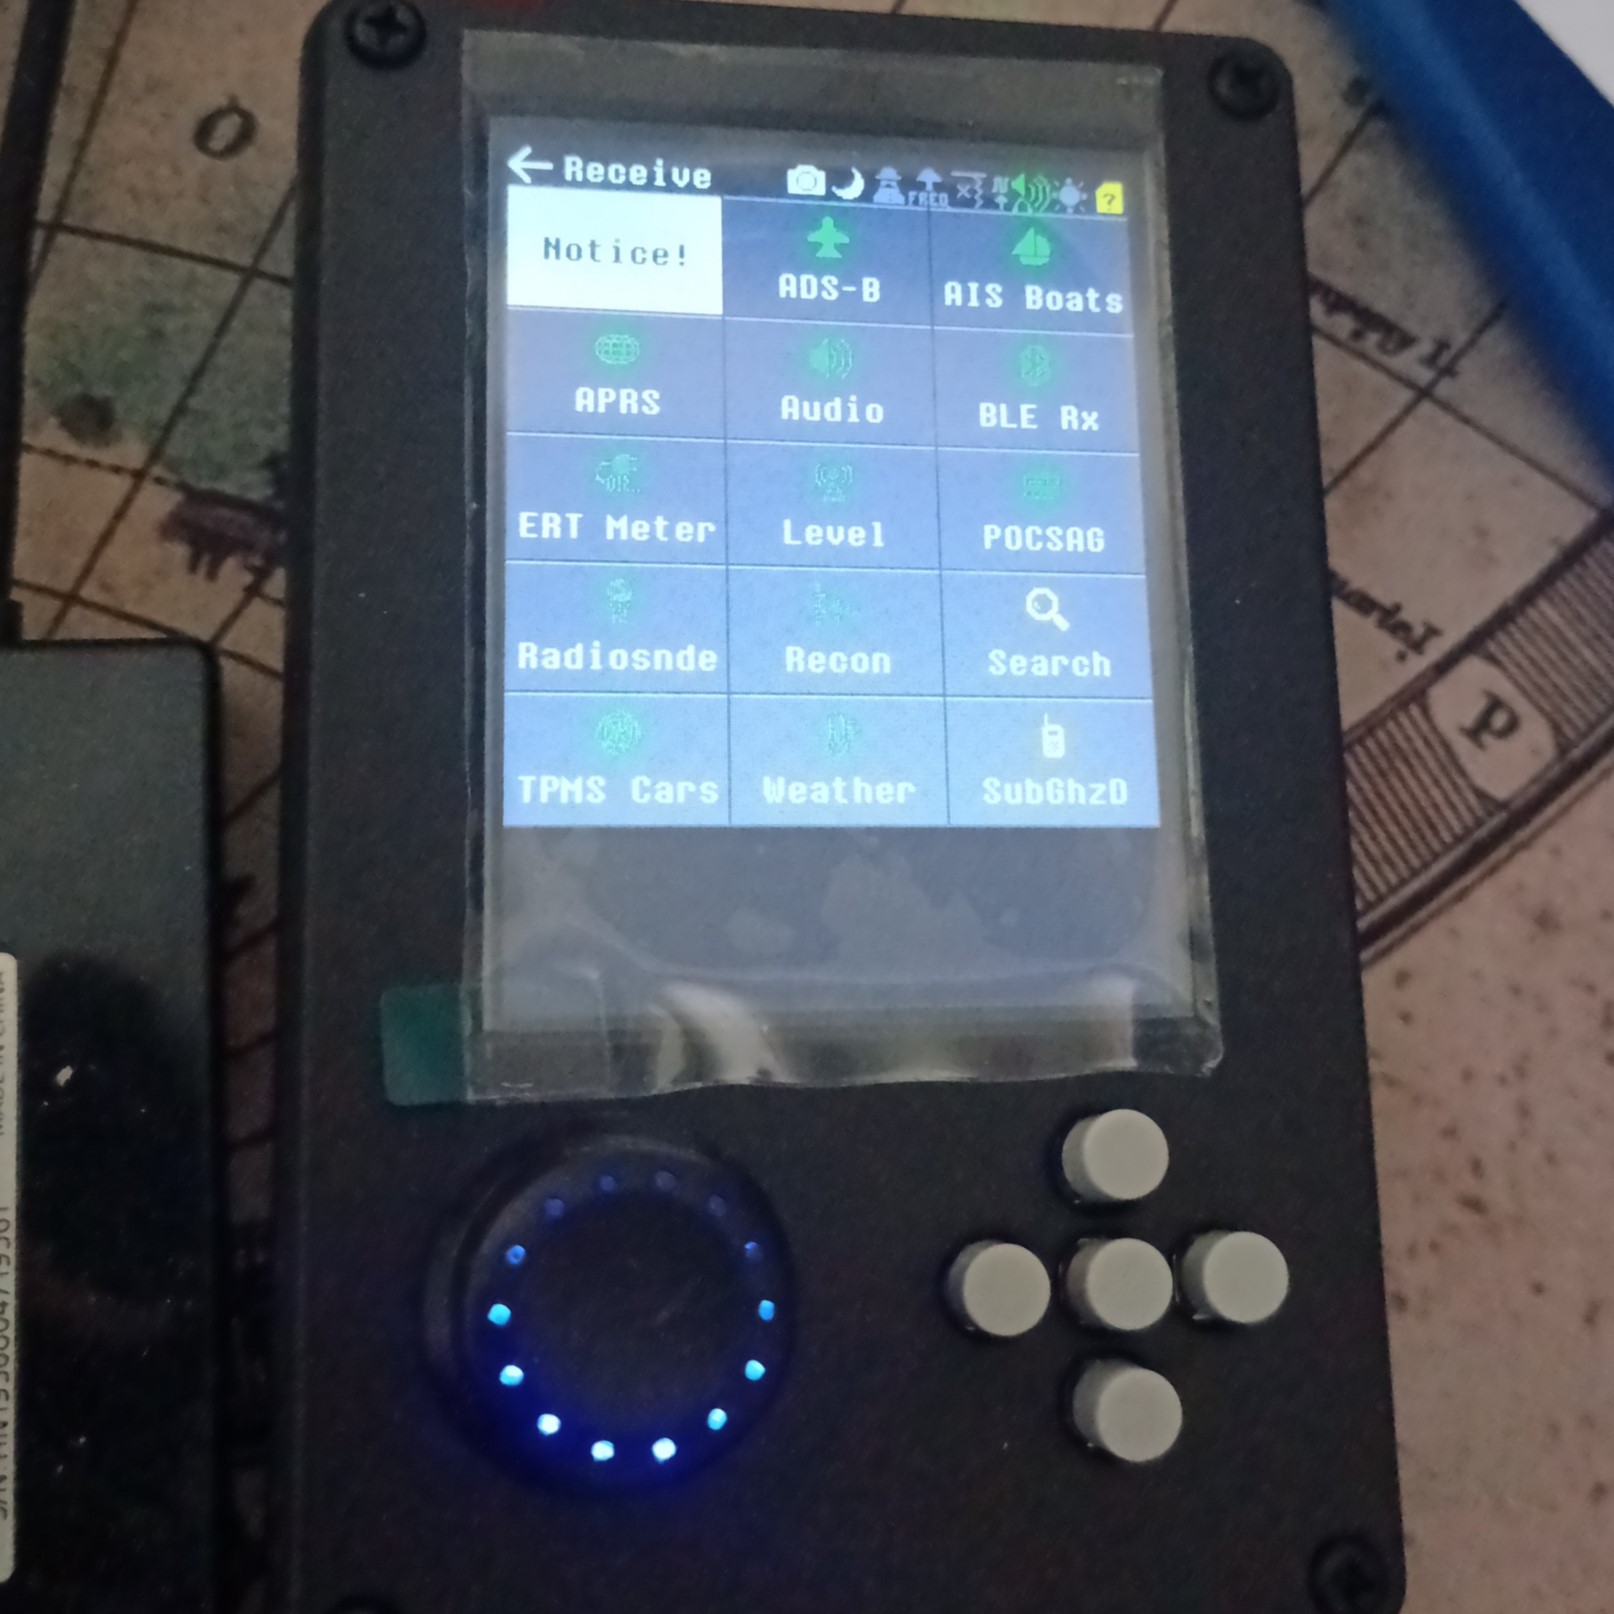 Receive
FREQ
?
Notice!
ADS-B
AIS Boats
APRS
Audio
BLE Rx
ERT Meter
Level
POCSAG
Radiosnde
Recon
Search
TPMS Cars
Weather
SubGhzD
O
P